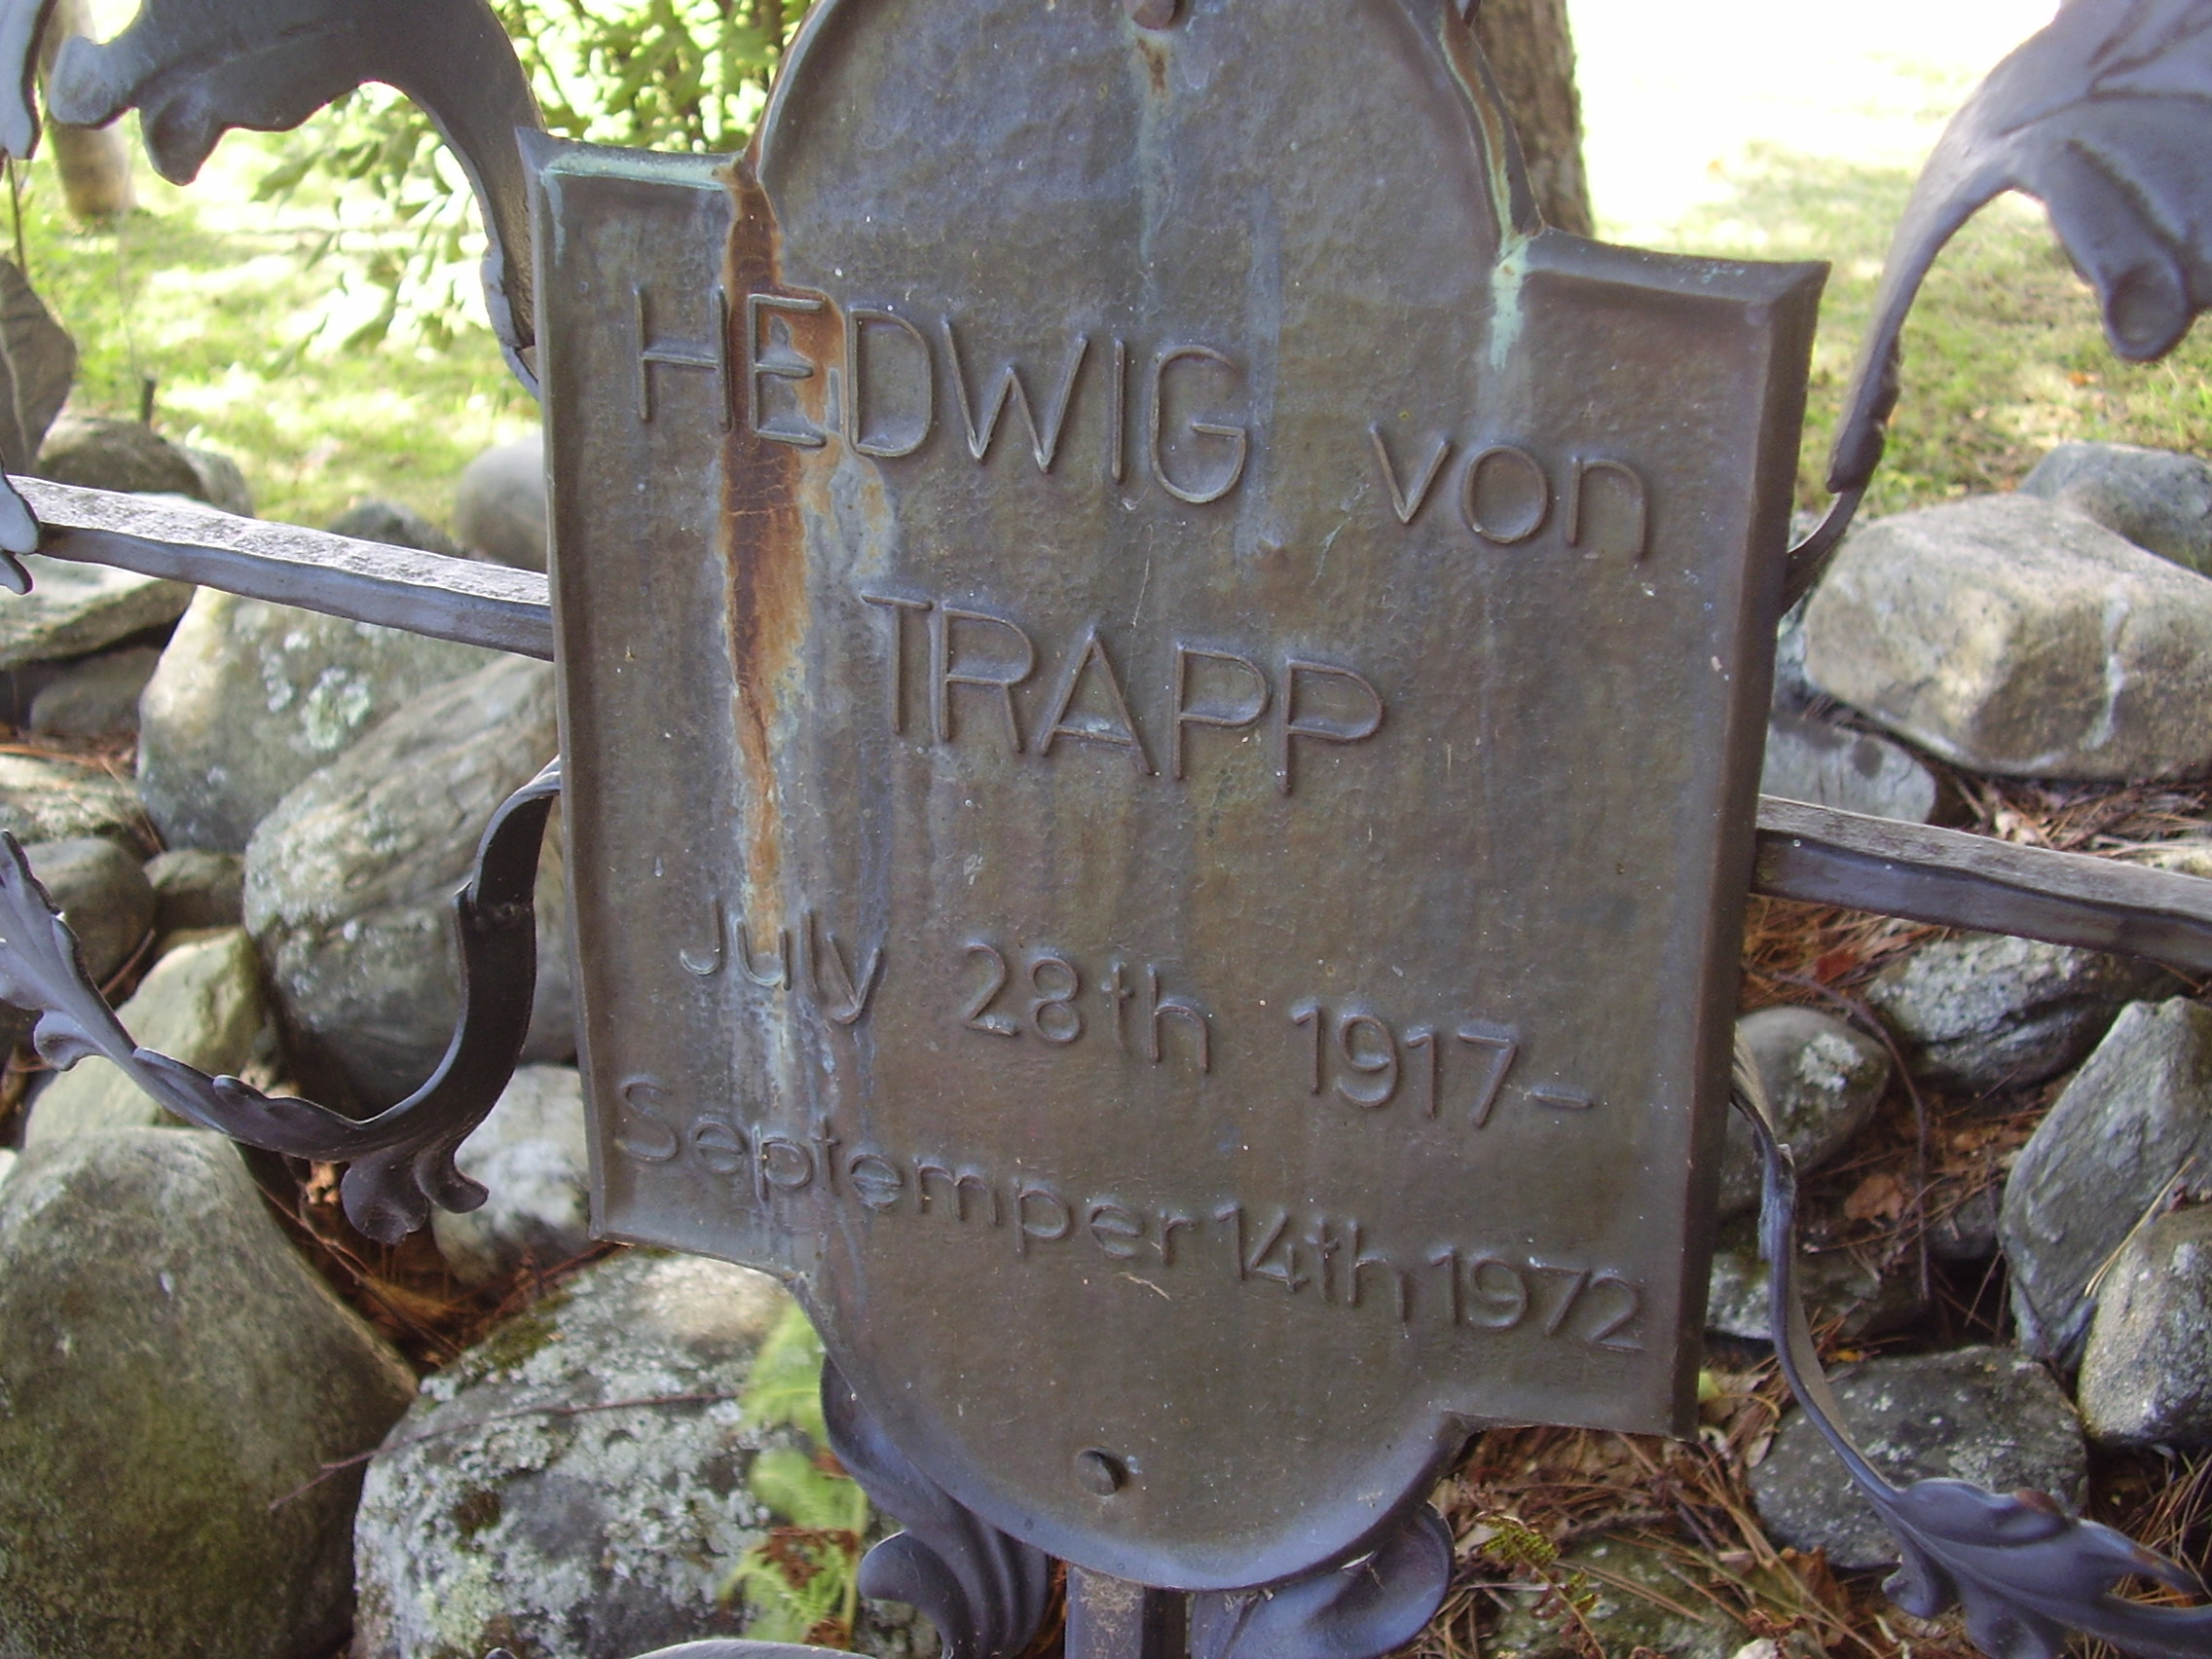 HEDWIG von
TRAPP
July 28th 1917-
Septemper 14th 1972